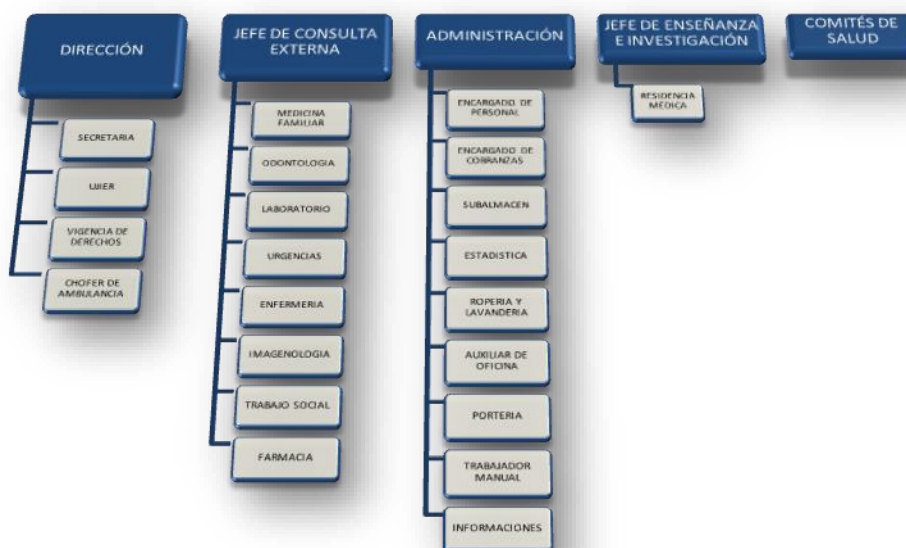 DIRECCIÓN
SECRETARIA
UJIER
VIGENCIA DE
DERECHOS
CHOFER DE
AMBULANCIA
JEFE DE CONSULTA
EXTERNA
MEDICINA
FAMILIAR
ODONTOLOGIA
LABORATORIO
URGENCIAS
ENFERMERIA
IMAGENOLOGIA
TRABAJO SOCIAL
FARMACIA
ADMINISTRACIÓN
ENCARGADO DE
PERSONAL
ENCARGADO DE
COBRANZAS
SUBALMACEN
ESTADISTICA
ROPERIA Y
LAVANDERIA
AUXILIAR DE
OFICINA
PORTERIA
TRABAJADOR
MANUAL
INFORMACIONES
JEFE DE ENSEÑANZA
E INVESTIGACIÓN
RESIDENCIA
MÉDICA
COMITÉS DE
SALUD